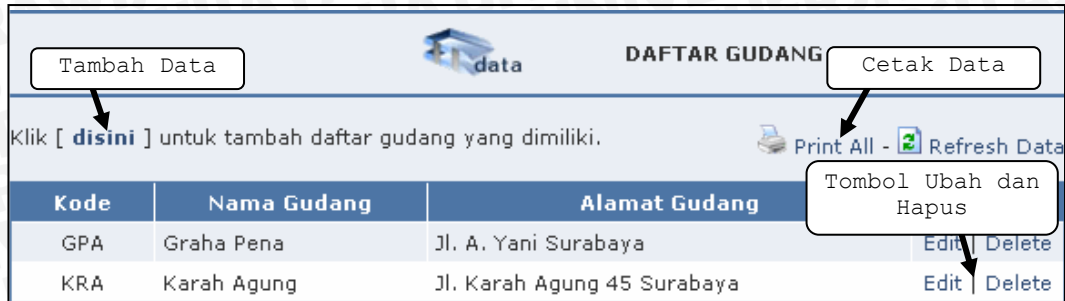 data
DAFTAR GUDANG
Tambah Data
Cetak Data
Klik [ disini ] untuk tambah daftar gudang yang dimiliki.
Print All - Refresh Data
Tombol Ubah dan
Hapus
Kode Nama Gudang Alamat Gudang
GPA Graha Pena Jl. A. Yani Surabaya Edit | Delete
KRA Karah Agung Jl. Karah Agung 45 Surabaya Edit | Delete